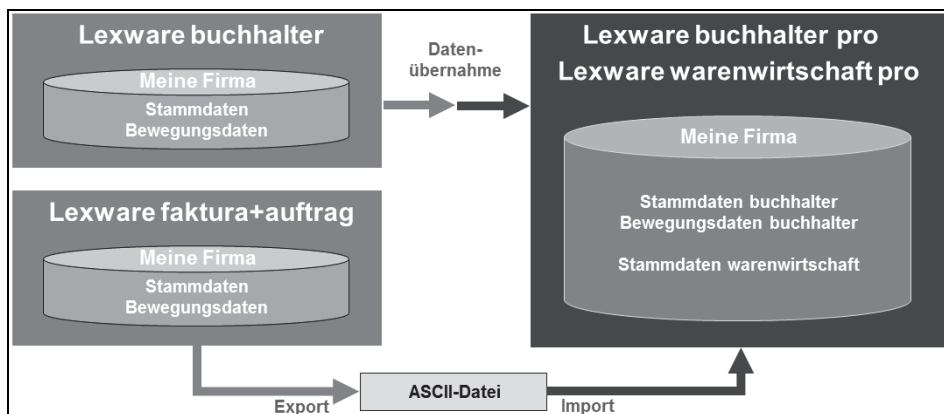 Lexware buchhalter
Meine Firma
Stammdaten
Bewegungsdaten
Daten-
übernahme
Lexware buchhalter pro
Lexware warenwirtschaft pro
Meine Firma
Stammdaten buchhalter
Bewegungsdaten buchhalter
Stammdaten warenwirtschaft
Lexware faktura+auftrag
Meine Firma
Stammdaten
Bewegungsdaten
Export
ASCII-Datei
Import